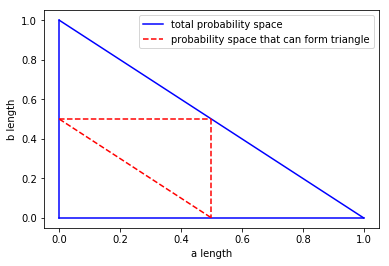 total probability space
probability space that can form triangle
1.0
0.8
0.6
0.4
0.2
0.0
b length
0.0 0.2 0.4 0.6 0.8 1.0
a length